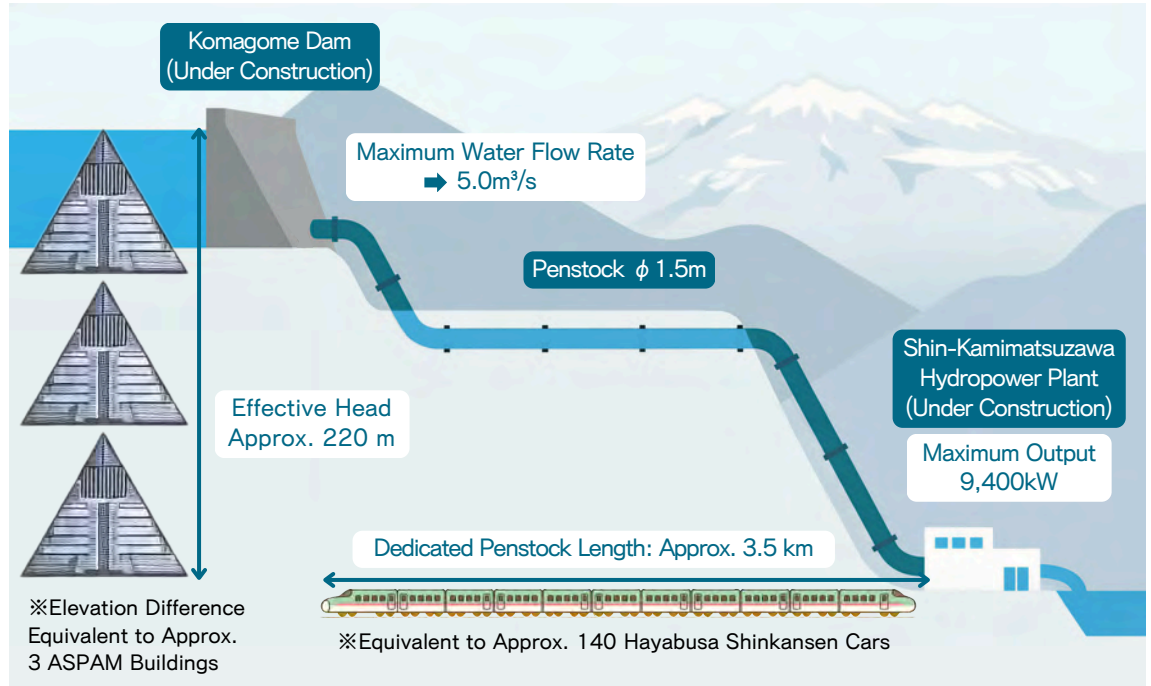 Komagome Dam
(Under Construction)
Maximum Water Flow Rate
➡ 5.0m³/s
Penstock φ1.5m
Shin-Kamimatsuzawa
Hydropower Plant
(Under Construction)
Maximum Output
9,400kW
Effective Head
Approx. 220 m
Dedicated Penstock Length: Approx. 3.5 km
※Elevation Difference
Equivalent to Approx.
3 ASPAM Buildings
※Equivalent to Approx. 140 Hayabusa Shinkansen Cars